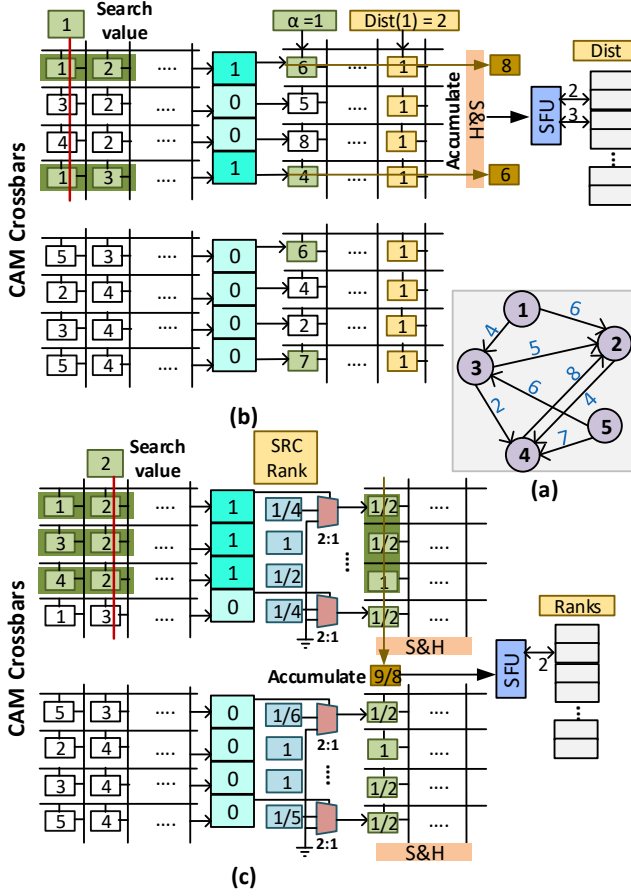 1
Search
value
α =1
Dist(1) = 2
Dist
1 2 .... 1 6 .... 1 8
3 2 .... 0 5 .... 1
4 2 .... 0 8 .... 1
1 3 .... 1 4 .... 1 6
Accumulate
S&H
SFU
2
3
CAM Crossbars
5 3 .... 0 6 .... 1
2 4 .... 0 4 .... 1
3 4 .... 0 2 .... 1
5 4 .... 0 7 .... 1
(b)
1
2
3
4
5
4
6
5
6
2
8
4
7
(a)
2
Search
value
SRC
Rank
1 2 .... 1 1/4 1/2 ....
2:1
3 2 .... 1 1 1/2 ....
4 2 .... 1 1/2 1 ....
1 3 .... 0 1/4 1/2 ....
2:1
S&H
Accumulate 9/8
SFU
2
Ranks
CAM Crossbars
5 3 .... 0 1/6 1/2 ....
2:1
2 4 .... 0 1 1 ....
3 4 .... 0 1 1/2 ....
5 4 .... 0 1/5 1/2 ....
2:1
S&H
(c)